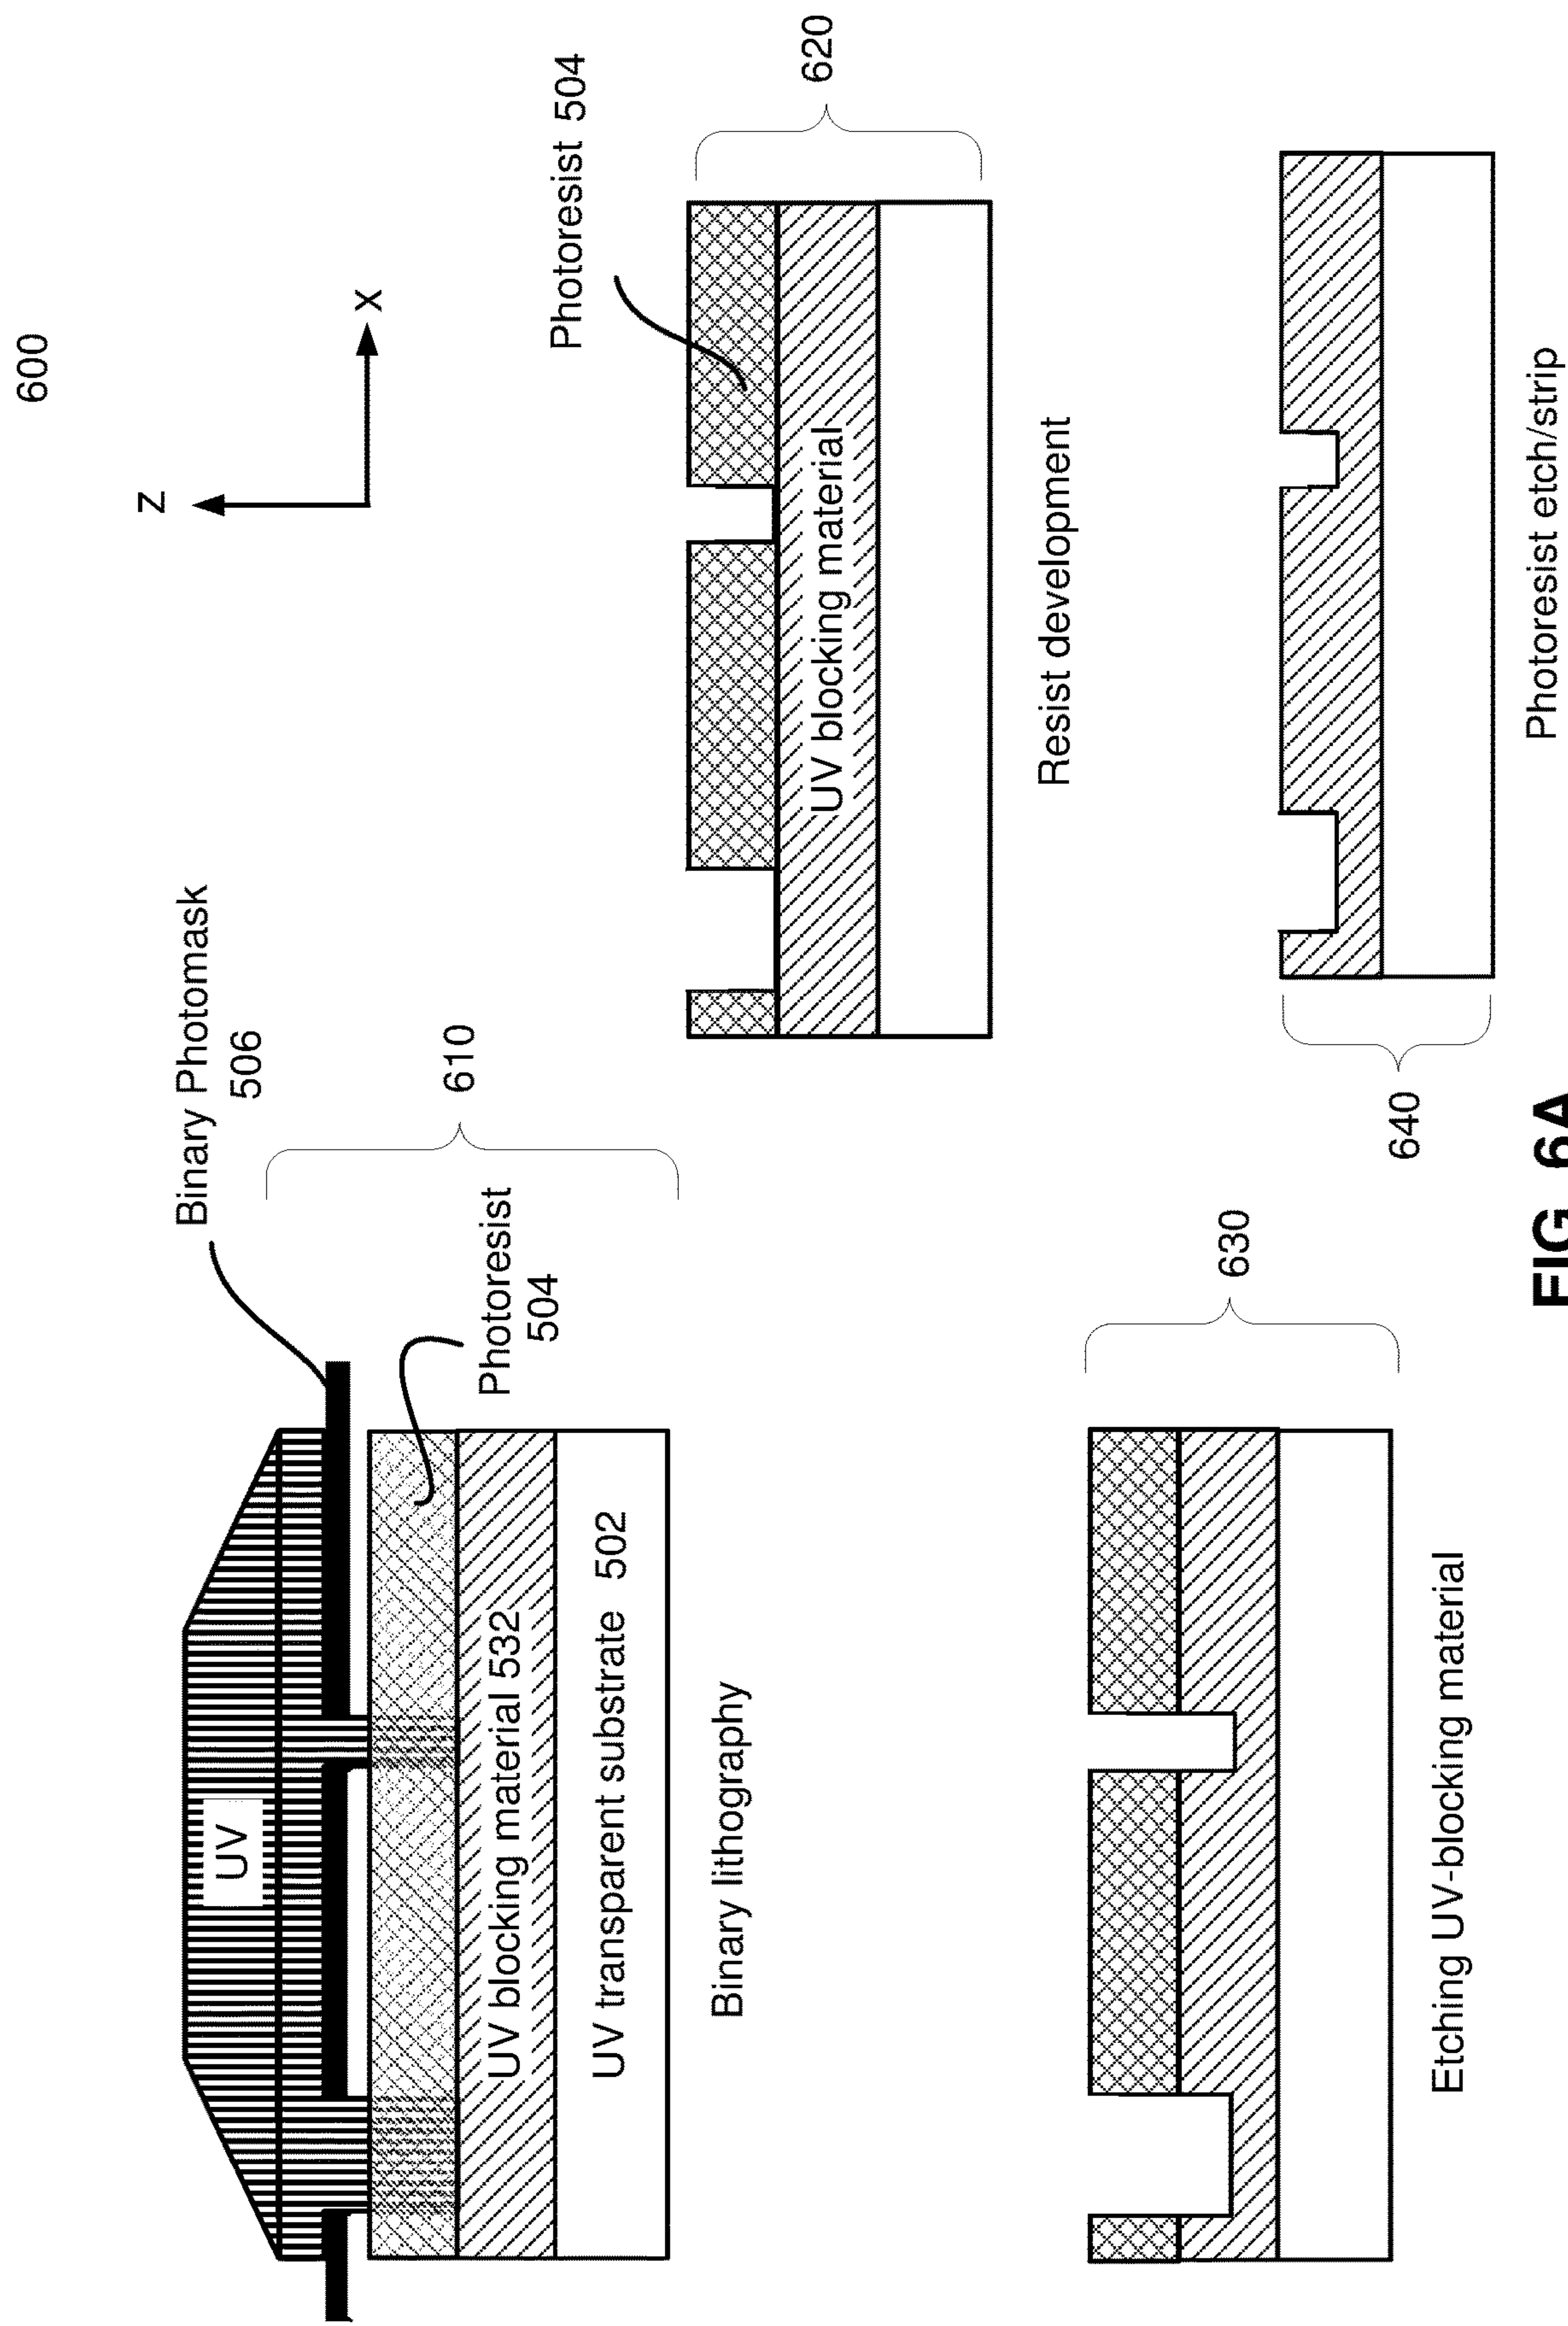 600
Z
X
Binary Photomask
506
UV
610
Photoresist
504
UV blocking material 532
UV transparent substrate 502
Binary lithography
Photoresist 504
620
UV blocking material
Resist development
630
Etching UV-blocking material
640
Photoresist etch/strip
FIG. 6A